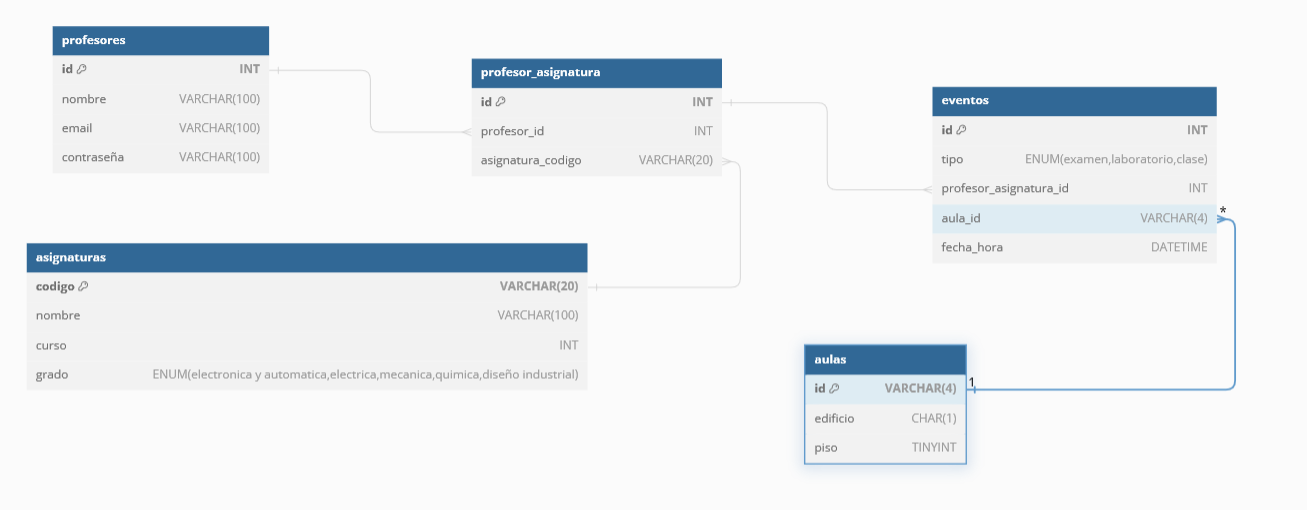 profesores
id INT
nombre VARCHAR(100)
email VARCHAR(100)
contraseña VARCHAR(100)
profesor_asignatura
id INT
profesor_id INT
asignatura_codigo VARCHAR(20)
eventos
id INT
tipo ENUM(examen,laboratorio,clase)
profesor_asignatura_id INT
aula_id VARCHAR(4)
*
fecha_hora DATETIME
asignaturas
codigo VARCHAR(20)
nombre VARCHAR(100)
curso INT
grado ENUM(electronica y automatica,electrica,mecanica,quimica,diseño industrial)
aulas
id VARCHAR(4)
1
edificio CHAR(1)
piso TINYINT